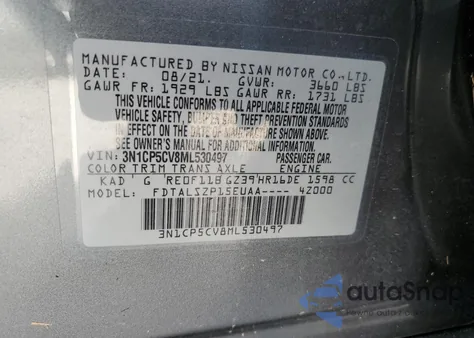 MANUFACTURED BY NISSAN MOTOR CO.,LTD.
DATE: 08/21. GVWR: 3660 LBS
GAWR FR: 1929 LBS GAWR RR: 1731 LBS
THIS VEHICLE CONFORMS TO ALL APPLICABLE FEDERAL MOTOR
VEHICLE SAFETY, BUMPER, AND THEFT PREVENTION STANDARDS
IN EFFECT ON THE DATE OF MANUFACTURE SHOWN ABOVE.
SEE OWNER'S MANUAL FOR ADDITIONAL INFORMATION
VIN: 3N1CP5CV8ML530497 PASSENGER CAR.
COLOR TRIM TRANS AXLE ENGINE
KAD G RE0F11B GZ39 HR16DE 1598 CC
FDTALSZP15EUAA---- 42000
3N1CP5CV8ML530497
autoSnap
www.autosnap.com